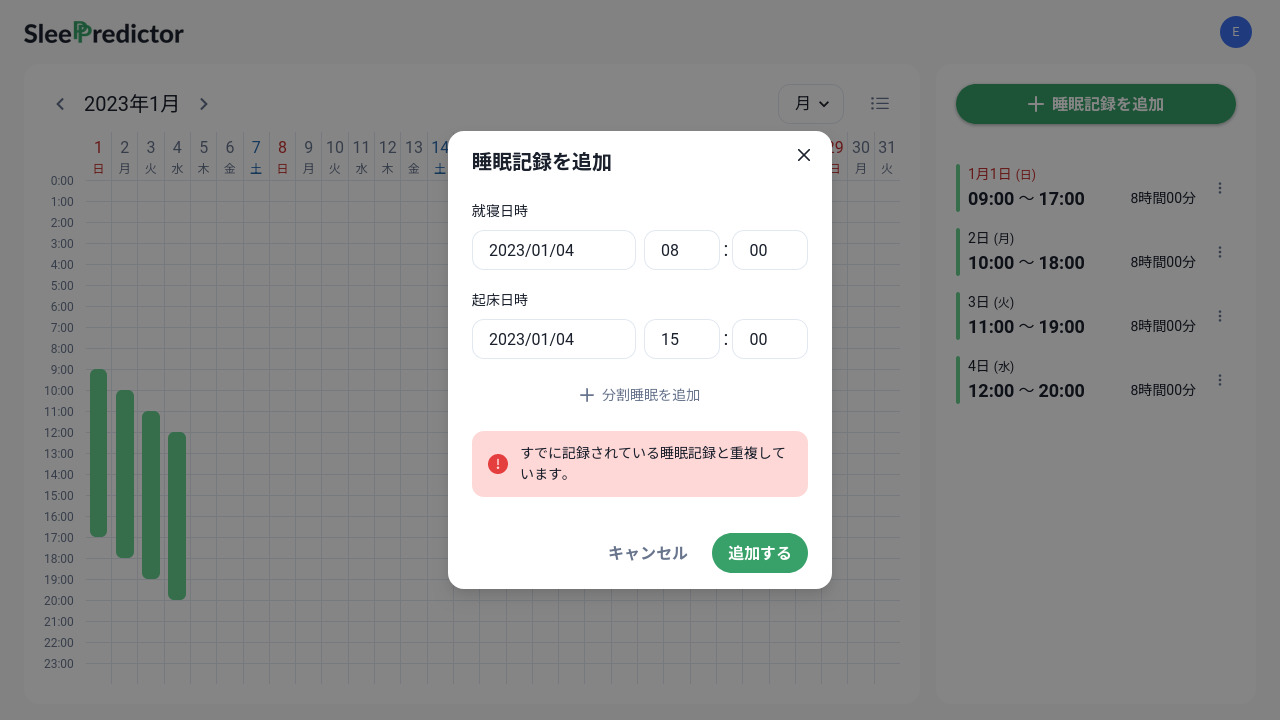 SleePredictor
E
2023年1月
月
1 2 3 4 5 6 7 8 9 10 11 12 13 14 29 30 31
日 月 火 水 木 金 土 日 月 火 水 木 金 土 日 月 火
0:00
1:00
2:00
3:00
4:00
5:00
6:00
7:00
8:00
9:00
10:00
11:00
12:00
13:00
14:00
15:00
16:00
17:00
18:00
19:00
20:00
21:00
22:00
23:00
睡眠記録を追加
就寝日時
2023/01/04 08 : 00
起床日時
2023/01/04 15 : 00
分割睡眠を追加
すでに記録されている睡眠記録と重複して
います。
キャンセル 追加する
睡眠記録を追加
1月1日 (日)
09:00 〜 17:00 8時間00分
2日 (月)
10:00 〜 18:00 8時間00分
3日 (火)
11:00 〜 19:00 8時間00分
4日 (水)
12:00 〜 20:00 8時間00分